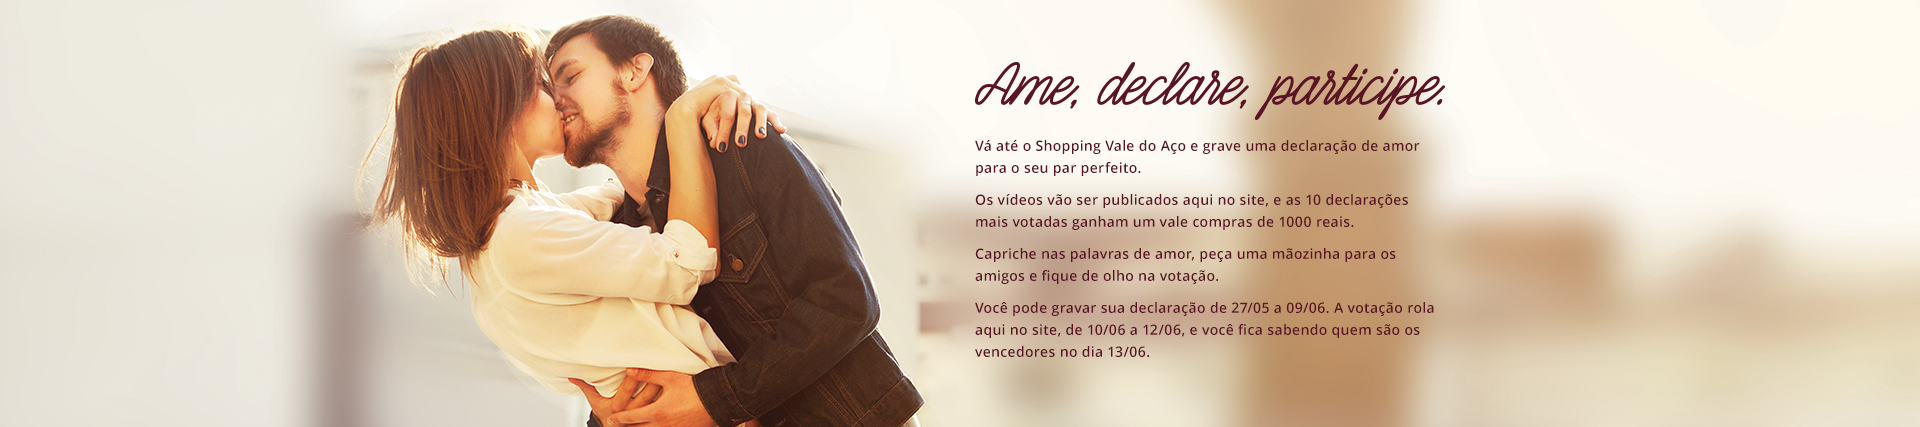 Ame, declare, participe.
Vá até o Shopping Vale do Aço e grave uma declaração de amor
para o seu par perfeito.
Os vídeos vão ser publicados aqui no site, e as 10 declarações
mais votadas ganham um vale compras de 1000 reais.
Capriche nas palavras de amor, peça uma mãozinha para os
amigos e fique de olho na votação.
Você pode gravar sua declaração de 27/05 a 09/06. A votação rola
aqui no site, de 10/06 a 12/06, e você fica sabendo quem são os
vencedores no dia 13/06.